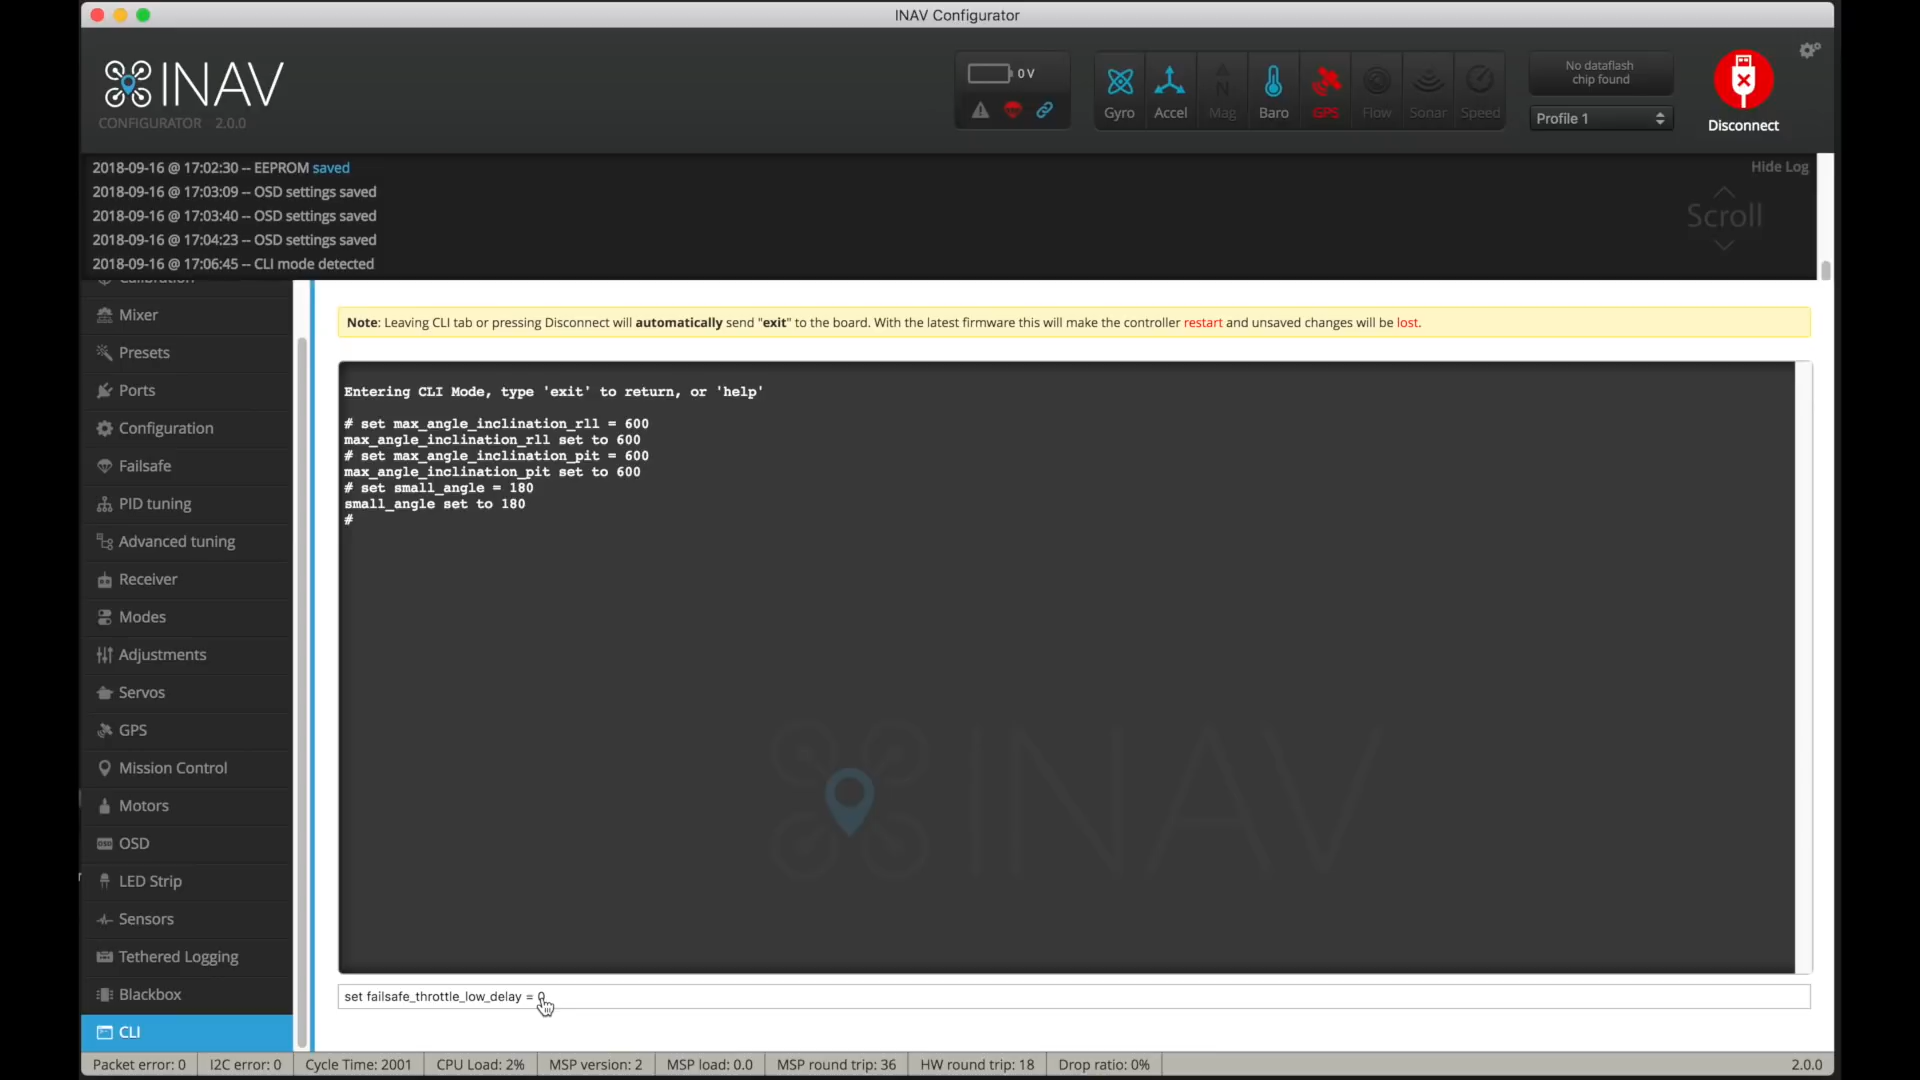 INAV Configurator
INAV
CONFIGURATOR 2.0.0
0 V
Gyro
Accel
Mag
Baro
GPS
Flow
Sonar
Speed
No dataflash
chip found
Profile 1
Disconnect
2018-09-16 @ 17:02:30 -- EEPROM saved
2018-09-16 @ 17:03:09 -- OSD settings saved
2018-09-16 @ 17:03:40 -- OSD settings saved
2018-09-16 @ 17:04:23 -- OSD settings saved
2018-09-16 @ 17:06:45 -- CLI mode detected
Hide Log
Scroll
Calibration
Mixer
Presets
Ports
Configuration
Failsafe
PID tuning
Advanced tuning
Receiver
Modes
Adjustments
Servos
GPS
Mission Control
Motors
OSD
LED Strip
Sensors
Tethered Logging
Blackbox
CLI
Note: Leaving CLI tab or pressing Disconnect will automatically send "exit" to the board. With the latest firmware this will make the controller restart and unsaved changes will be lost.
Entering CLI Mode, type 'exit' to return, or 'help'
# set max_angle_inclination_rll = 600
max_angle_inclination_rll set to 600
# set max_angle_inclination_pit = 600
max_angle_inclination_pit set to 600
# set small_angle = 180
small_angle set to 180
#
INAV
set failsafe_throttle_low_delay = 0
Packet error: 0
I2C error: 0
Cycle Time: 2001
CPU Load: 2%
MSP version: 2
MSP load: 0.0
MSP round trip: 36
HW round trip: 18
Drop ratio: 0%
2.0.0